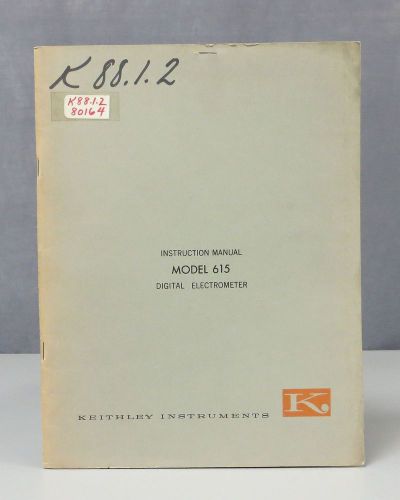 K 88.1.2
K88.1.2
80164
INSTRUCTION MANUAL
MODEL 615
DIGITAL ELECTROMETER
KEITHLEY INSTRUMENTS
K.